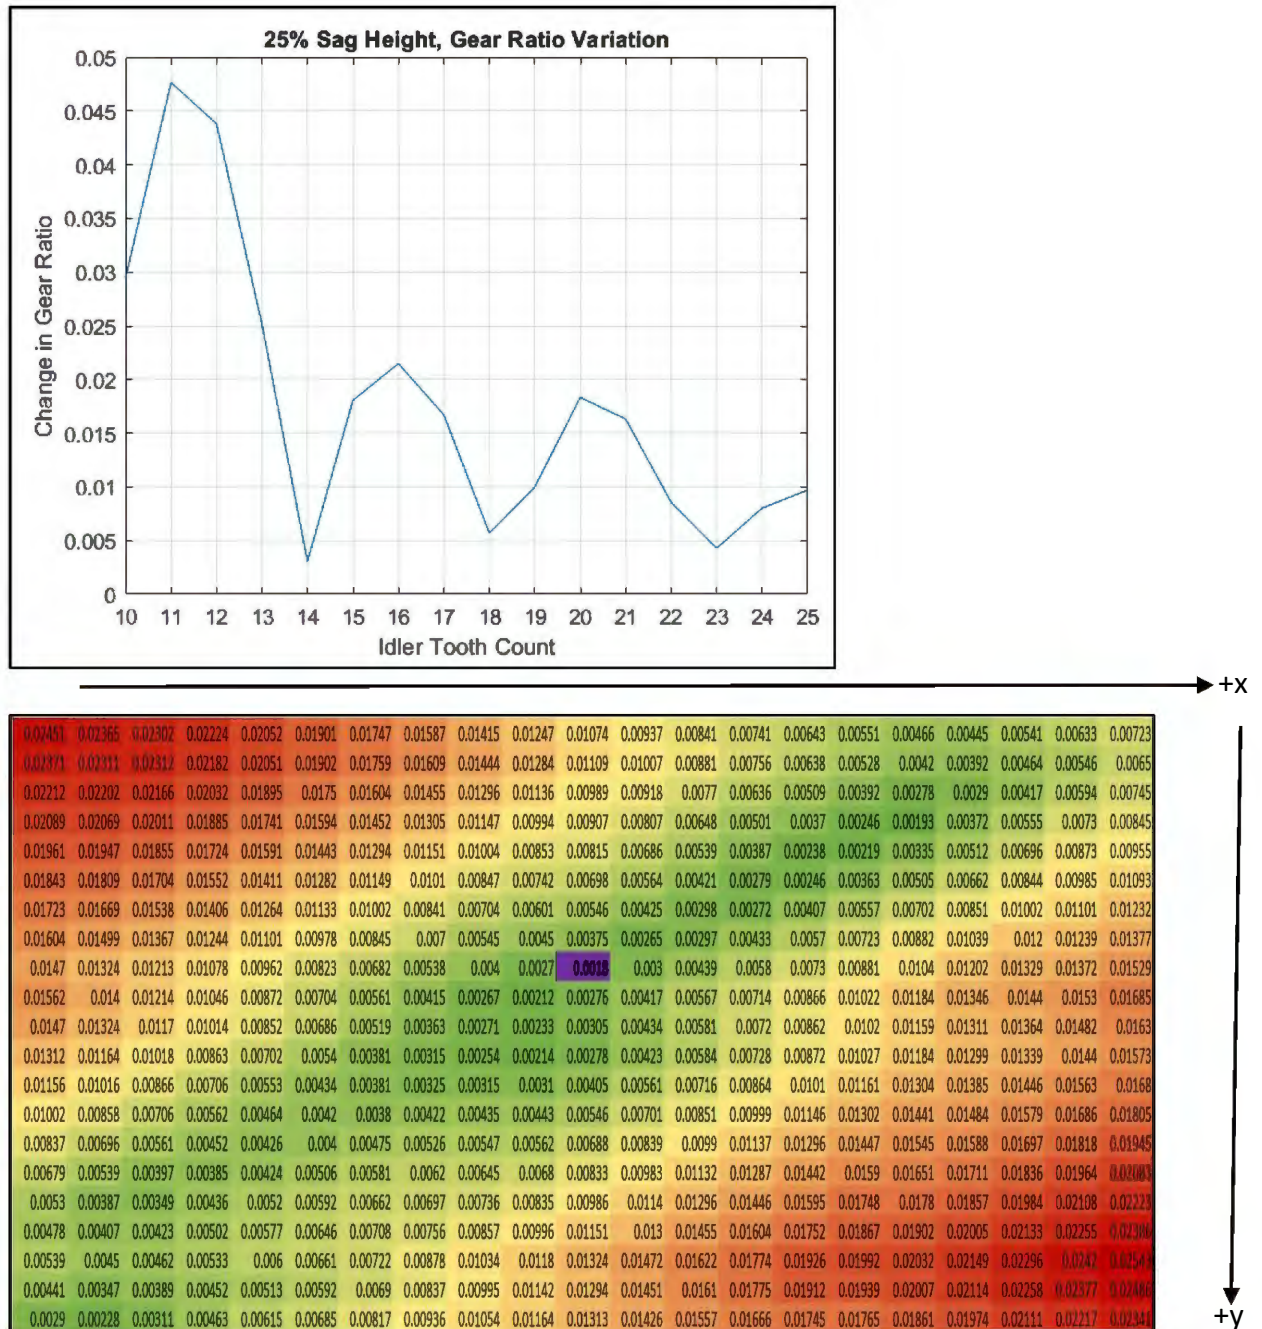 25% Sag Height, Gear Ratio Variation
0.05
0.045
0.04
0.035
0.03
0.025
0.02
0.015
0.01
0.005
0
Change in Gear Ratio
10 11 12 13 14 15 16 17 18 19 20 21 22 23 24 25
Idler Tooth Count
+x
0.02451 0.02366 0.02302 0.02224 0.02052 0.01901 0.01747 0.01587 0.01415 0.01247 0.01074 0.00937 0.00841 0.00741 0.00643 0.00551 0.00466 0.00445 0.00541 0.00633 0.00723
0.02371 0.02311 0.02312 0.02182 0.02051 0.01902 0.01759 0.01609 0.01444 0.01284 0.01109 0.01007 0.00881 0.00756 0.00638 0.00528 0.0042 0.00392 0.00464 0.00546 0.0065
0.02212 0.02202 0.02166 0.02032 0.01895 0.0175 0.01604 0.01455 0.01296 0.01136 0.00989 0.00918 0.0077 0.00636 0.00509 0.00392 0.00278 0.0029 0.00417 0.00594 0.00745
0.02089 0.02069 0.02011 0.01885 0.01741 0.01594 0.01452 0.01305 0.01147 0.00994 0.00907 0.00807 0.00648 0.00501 0.0037 0.00246 0.00193 0.00372 0.00555 0.0073 0.00845
0.01961 0.01947 0.01855 0.01724 0.01591 0.01443 0.01294 0.01151 0.01004 0.00853 0.00815 0.00686 0.00539 0.00387 0.00238 0.00219 0.00335 0.00512 0.00696 0.00873 0.00955
0.01843 0.01809 0.01704 0.01552 0.01411 0.01282 0.01149 0.0101 0.00847 0.00742 0.00698 0.00564 0.00421 0.00279 0.00246 0.00363 0.00505 0.00662 0.00844 0.00985 0.01093
0.01723 0.01669 0.01538 0.01406 0.01264 0.01133 0.01002 0.00841 0.00704 0.00601 0.00546 0.00425 0.00298 0.00272 0.00407 0.00557 0.00702 0.00851 0.01002 0.01101 0.01232
0.01604 0.01499 0.01367 0.01244 0.01101 0.00978 0.00845 0.007 0.00545 0.0045 0.00375 0.00265 0.00297 0.00433 0.0057 0.00723 0.00882 0.01039 0.012 0.01239 0.01377
0.0147 0.01324 0.01213 0.01078 0.00962 0.00823 0.00682 0.00538 0.004 0.0027 0.0018 0.003 0.00439 0.0058 0.0073 0.00881 0.0104 0.01202 0.01329 0.01372 0.01529
0.01562 0.014 0.01214 0.01046 0.00872 0.00704 0.00561 0.00415 0.00267 0.00212 0.00276 0.00417 0.00567 0.00714 0.00866 0.01022 0.01184 0.01346 0.0144 0.0153 0.01685
0.0147 0.01324 0.0117 0.01014 0.00852 0.00686 0.00519 0.00363 0.00271 0.00233 0.00305 0.00434 0.00581 0.0072 0.00862 0.0102 0.01159 0.01311 0.01364 0.01482 0.0163
0.01312 0.01164 0.01018 0.00863 0.00702 0.0054 0.00381 0.00315 0.00254 0.00214 0.00278 0.00423 0.00584 0.00728 0.00872 0.01027 0.01184 0.01299 0.01339 0.0144 0.01573
0.01156 0.01016 0.00866 0.00706 0.00553 0.00434 0.00381 0.00325 0.00315 0.0031 0.00405 0.00561 0.00716 0.00864 0.0101 0.01161 0.01304 0.01385 0.01446 0.01563 0.0168
0.01002 0.00858 0.00706 0.00562 0.00464 0.0042 0.0038 0.00422 0.00435 0.00443 0.00546 0.00701 0.00851 0.00999 0.01146 0.01302 0.01441 0.01484 0.01579 0.01686 0.01805
0.00837 0.00696 0.00561 0.00452 0.00426 0.004 0.00475 0.00526 0.00547 0.00562 0.00688 0.00839 0.0099 0.01137 0.01296 0.01447 0.01545 0.01588 0.01697 0.01818 0.01945
0.00679 0.00539 0.00397 0.00385 0.00424 0.00506 0.00581 0.0062 0.00645 0.0068 0.00833 0.00983 0.01132 0.01287 0.01442 0.0159 0.01651 0.01711 0.01836 0.01964 0.02083
0.0053 0.00387 0.00349 0.00436 0.0052 0.00592 0.00662 0.00697 0.00736 0.00835 0.00986 0.0114 0.01296 0.01446 0.01595 0.01748 0.0178 0.01857 0.01984 0.02108 0.02223
0.00478 0.00407 0.00423 0.00502 0.00577 0.00646 0.00708 0.00756 0.00857 0.00996 0.01151 0.013 0.01455 0.01604 0.01752 0.01867 0.01902 0.02005 0.02133 0.02255
0.00539 0.0045 0.00462 0.00533 0.006 0.00661 0.00722 0.00878 0.01034 0.0118 0.01324 0.01472 0.01622 0.01774 0.01926 0.01992 0.02032 0.02149 0.02296 0.0242
0.00441 0.00347 0.00389 0.00452 0.00513 0.00592 0.0069 0.00837 0.00995 0.01142 0.01294 0.01451 0.0161 0.01775 0.01912 0.01939 0.02007 0.02114 0.02258 0.02377
0.0029 0.00228 0.00311 0.00463 0.00615 0.00685 0.00817 0.00936 0.01054 0.01164 0.01313 0.01426 0.01557 0.01666 0.01745 0.01765 0.01861 0.01974 0.02111 0.02217
+y